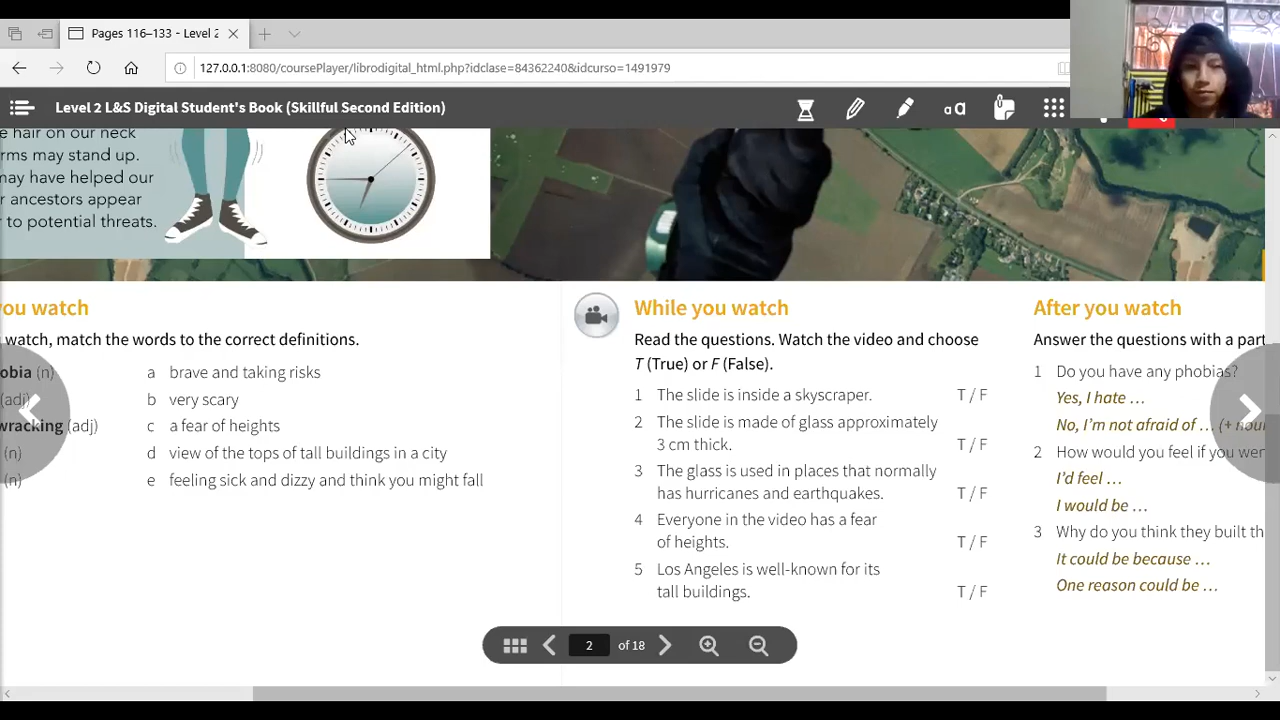 Pages 116–133 - Level 2
127.0.0.1:8080/coursePlayer/librodigital_html.php?idclase=84362240&idcurso=1491979
Level 2 L&S Digital Student's Book (Skillful Second Edition)
aa
hair on our neck
rms may stand up.
may have helped our
ancestors appear
to potential threats.
ou watch
watch, match the words to the correct definitions.
obia (n)
a brave and taking risks
(adj)
b very scary
wracking (adj)
c a fear of heights
(n)
d view of the tops of tall buildings in a city
(n)
e feeling sick and dizzy and think you might fall
While you watch
Read the questions. Watch the video and choose
T (True) or F (False).
1 The slide is inside a skyscraper. T / F
2 The slide is made of glass approximately
3 cm thick. T / F
3 The glass is used in places that normally
has hurricanes and earthquakes. T / F
4 Everyone in the video has a fear
of heights. T / F
5 Los Angeles is well-known for its
tall buildings. T / F
After you watch
Answer the questions with a part
1 Do you have any phobias?
Yes, I hate …
No, I'm not afraid of … (+ nou
2 How would you feel if you wen
I'd feel …
I would be …
3 Why do you think they built th
It could be because …
One reason could be …
2 of 18